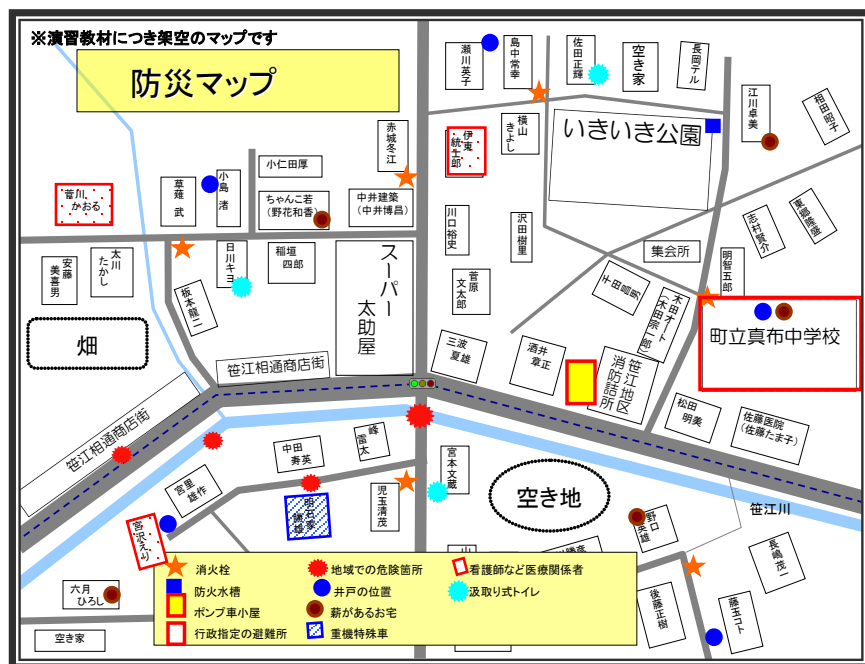 ※演習教材につき架空のマップです
防災マップ
瀬川英子
島中常幸
佐田正輝
空き家
長岡テル
江川卓美
相田昭子
赤城冬江
伊東
統士郎
横山
きよし
いきいき公園
小仁田厚
菅川
かおる
草薙 武
小島 渚
ちゃんこ若
(野花和香)
中井建築
(中井博昌)
川口裕史
沢田樹里
集会所
志村賢介
東郷隆盛
安藤
美喜男
太川
たかし
日川キヨ
稲垣
四郎
スーパー
太助屋
菅原
文太郎
千田昌男
明智五郎
坂本龍二
木田オート
(木田宗一郎)
町立真布中学校
畑
三波
夏雄
酒井
章正
笹江地区
消防詰所
笹江相通商店街
笹江相通商店街
松田
明美
佐藤医院
(佐藤たま子)
中田
寿英
峰
雷太
宮本文蔵
宮里
雄作
児玉清茂
空き地
笹江川
宮沢えり
野口
英雄
長嶋茂一
六月
ひろし
後藤正樹
藤玉コト
空き家
消火栓
地域での危険箇所
看護師など医療関係者
防火水槽
井戸の位置
汲取り式トイレ
ポンプ車小屋
薪があるお宅
行政指定の避難所
重機特殊車